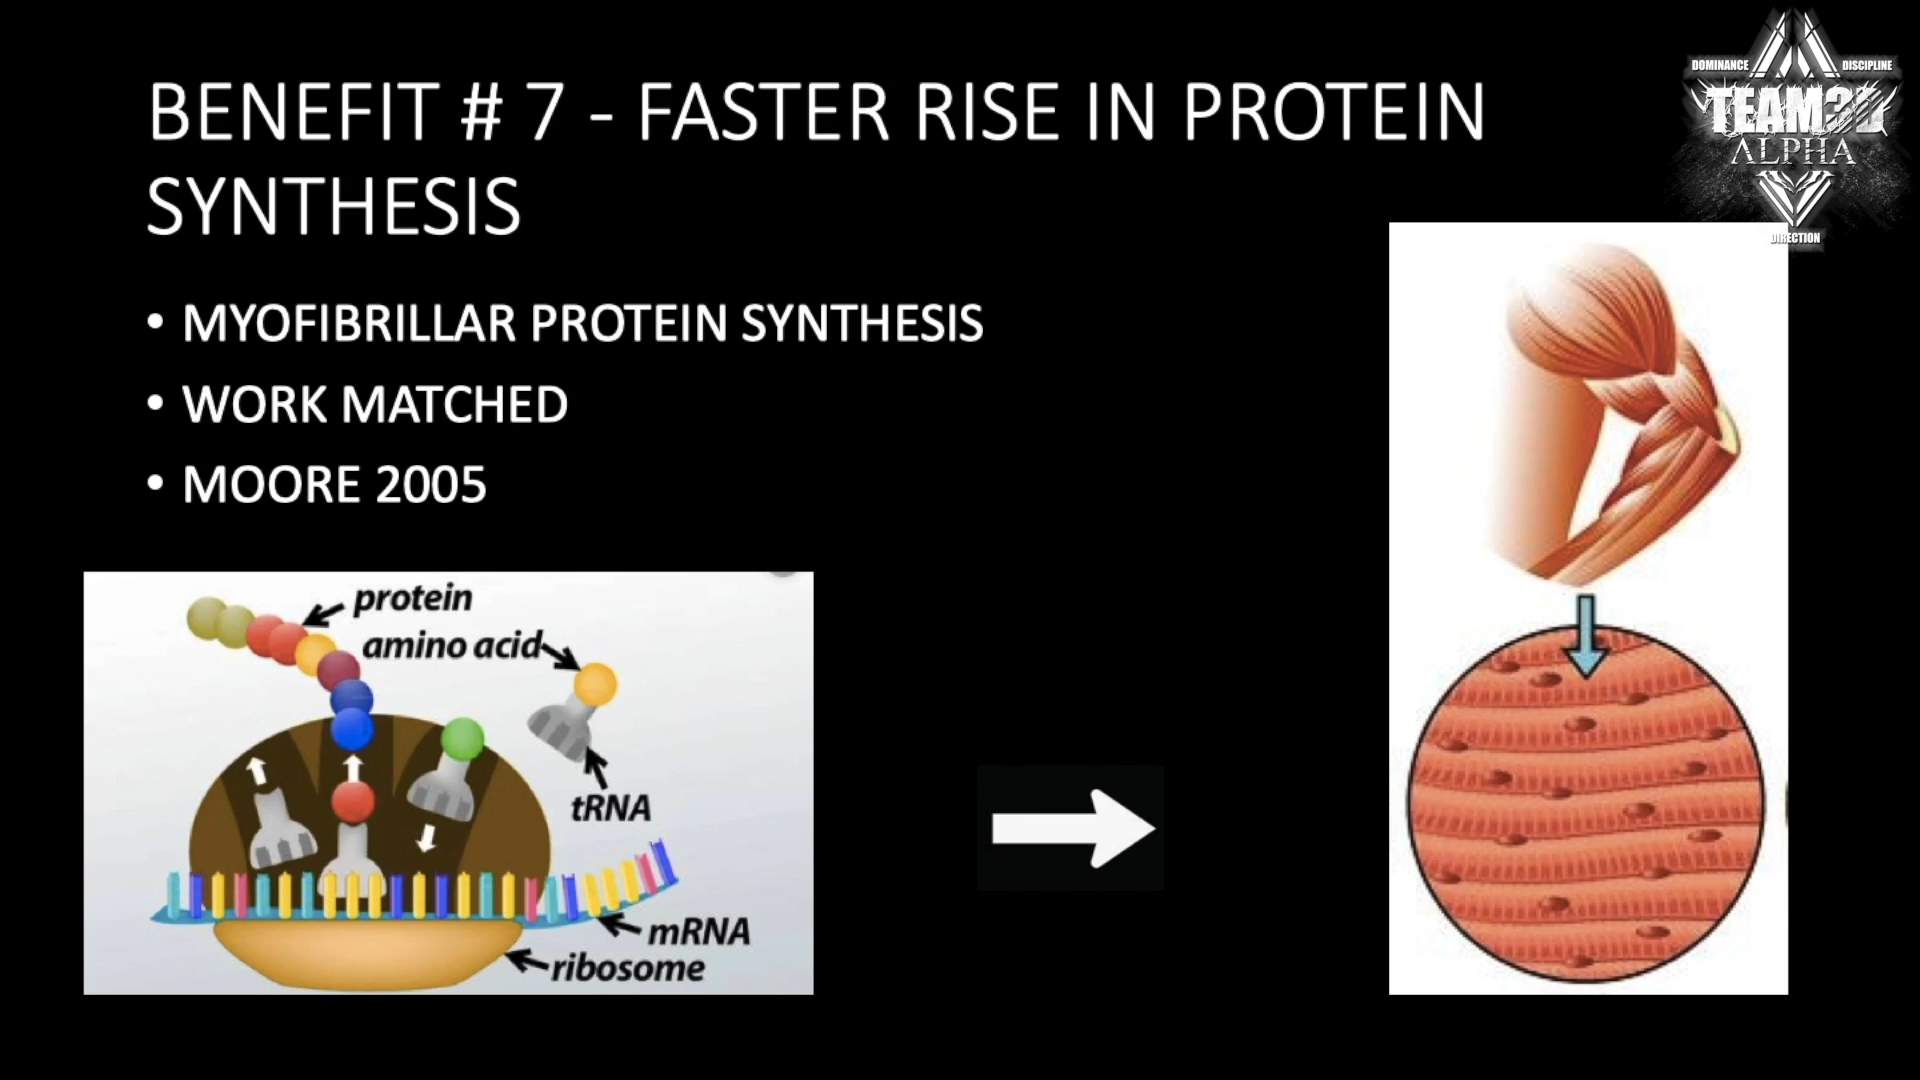 BENEFIT # 7 - FASTER RISE IN PROTEIN
SYNTHESIS
• MYOFIBRILLAR PROTEIN SYNTHESIS
• WORK MATCHED
• MOORE 2005
protein
amino acid
tRNA
mRNA
ribosome
DOMINANCE
DISCIPLINE
TEAM3D
ALPHA
DIRECTION